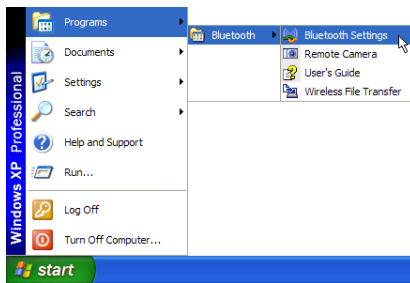 Programs
Documents
Settings
Search
Help and Support
Run...
Log Off
Turn Off Computer...
Windows XP Professional
start
Bluetooth
Bluetooth Settings
Remote Camera
User's Guide
Wireless File Transfer